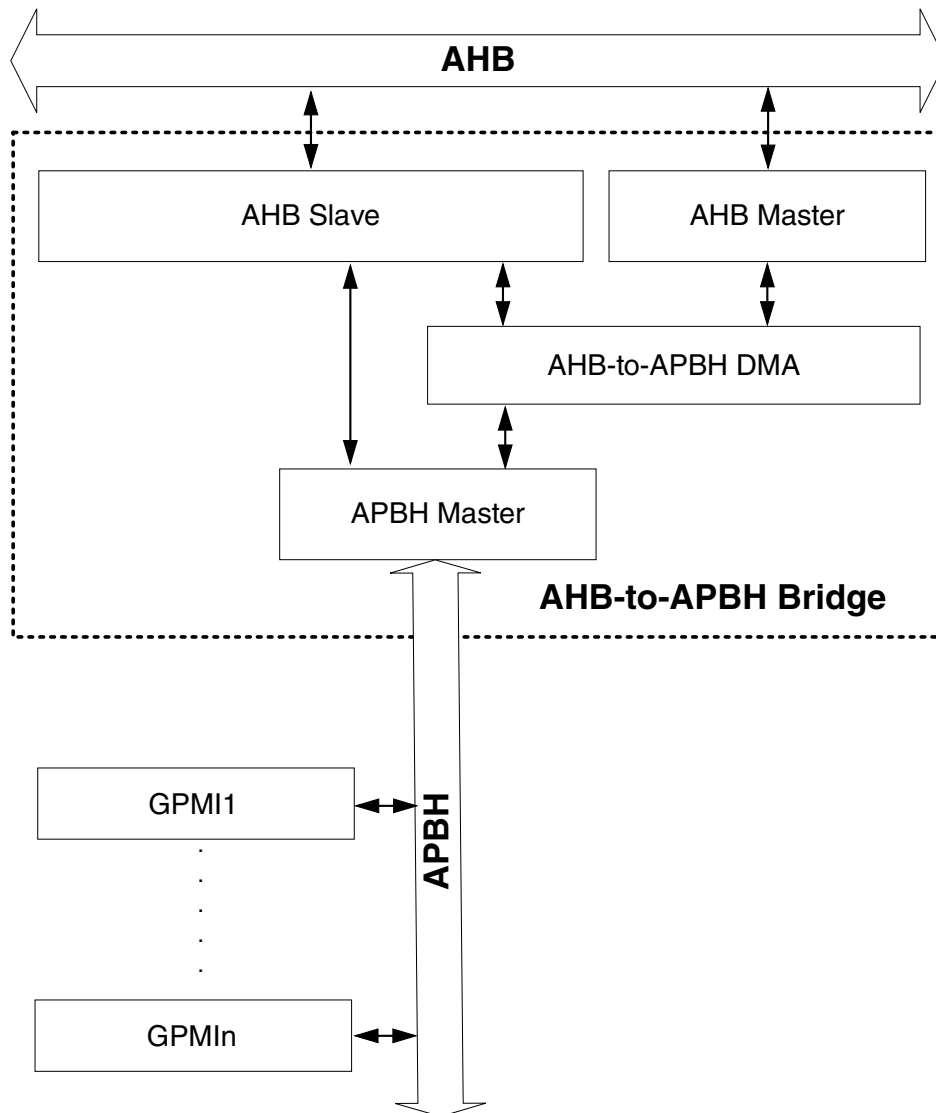 AHB
AHB Slave
AHB Master
AHB-to-APBH DMA
APBH Master
AHB-to-APBH Bridge
GPMI1
APBH
GPMIn